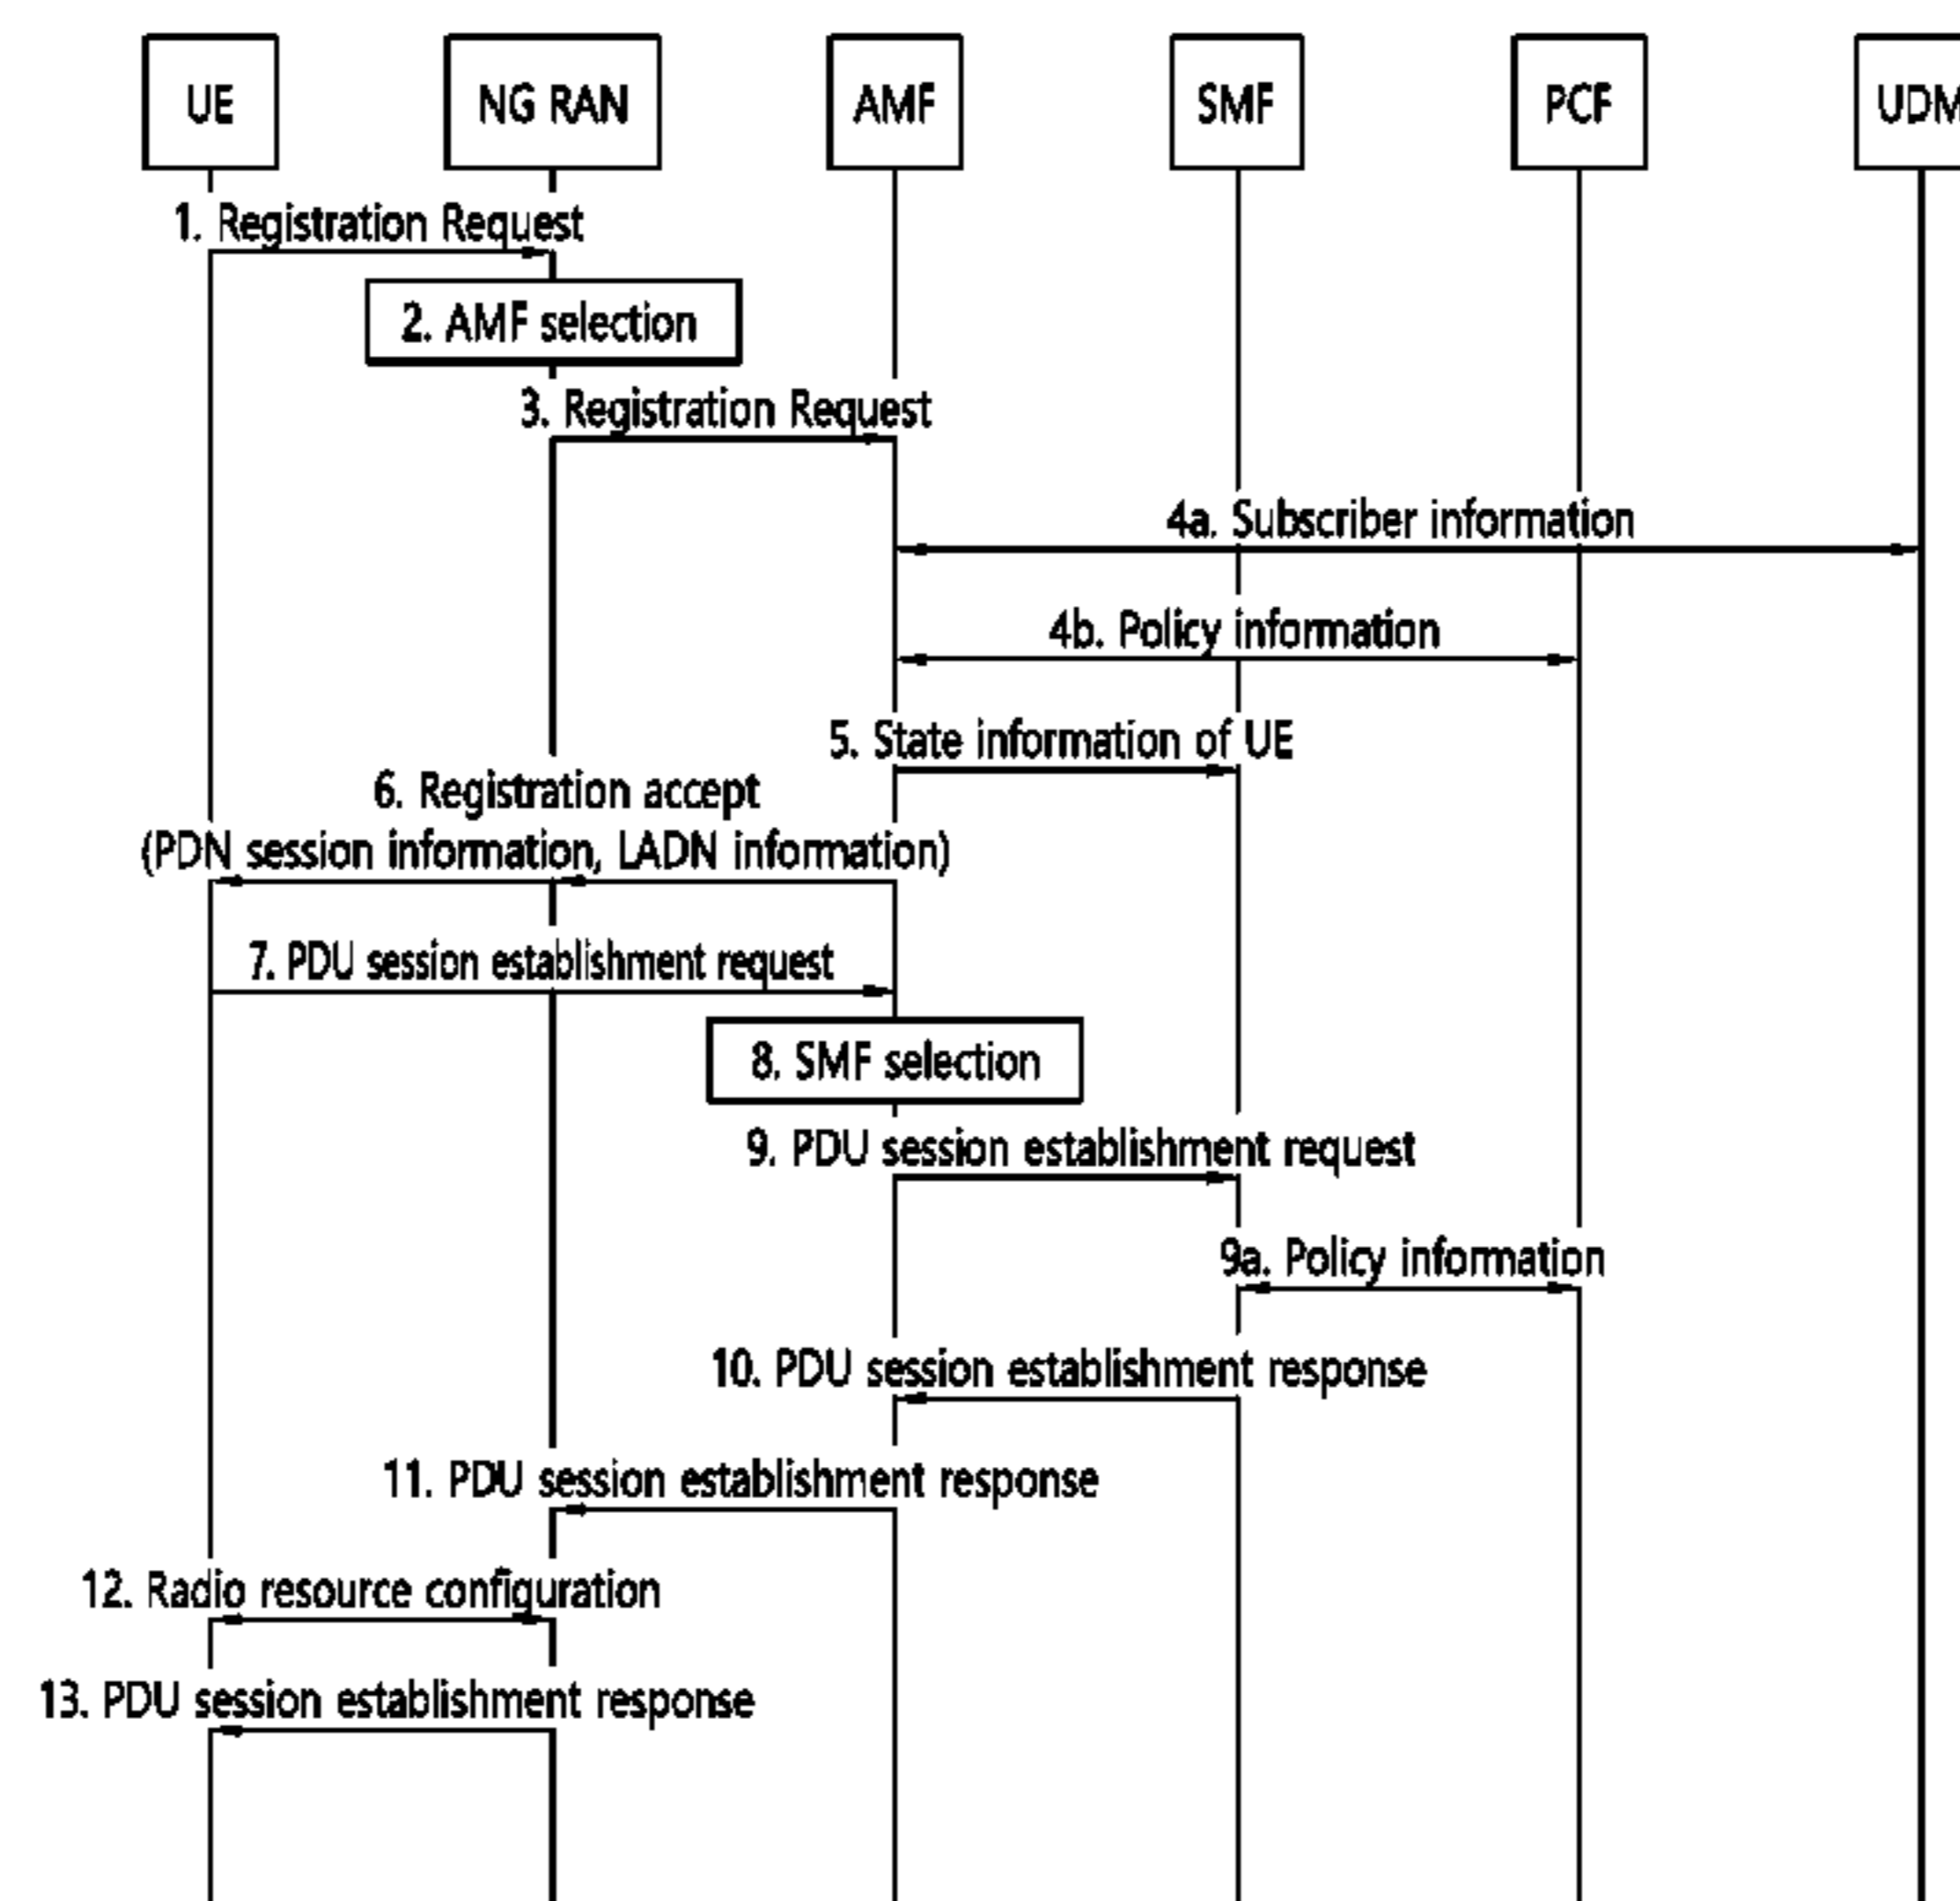 UE
NG RAN
AMF
SMF
PCF
UDM
1. Registration Request
2. AMF selection
3. Registration Request
4a. Subscriber information
4b. Policy information
5. State information of UE
6. Registration accept
(PDN session information, LADN information)
7. PDU session establishment request
8. SMF selection
9. PDU session establishment request
9a. Policy information
10. PDU session establishment response
11. PDU session establishment response
12. Radio resource configuration
13. PDU session establishment response